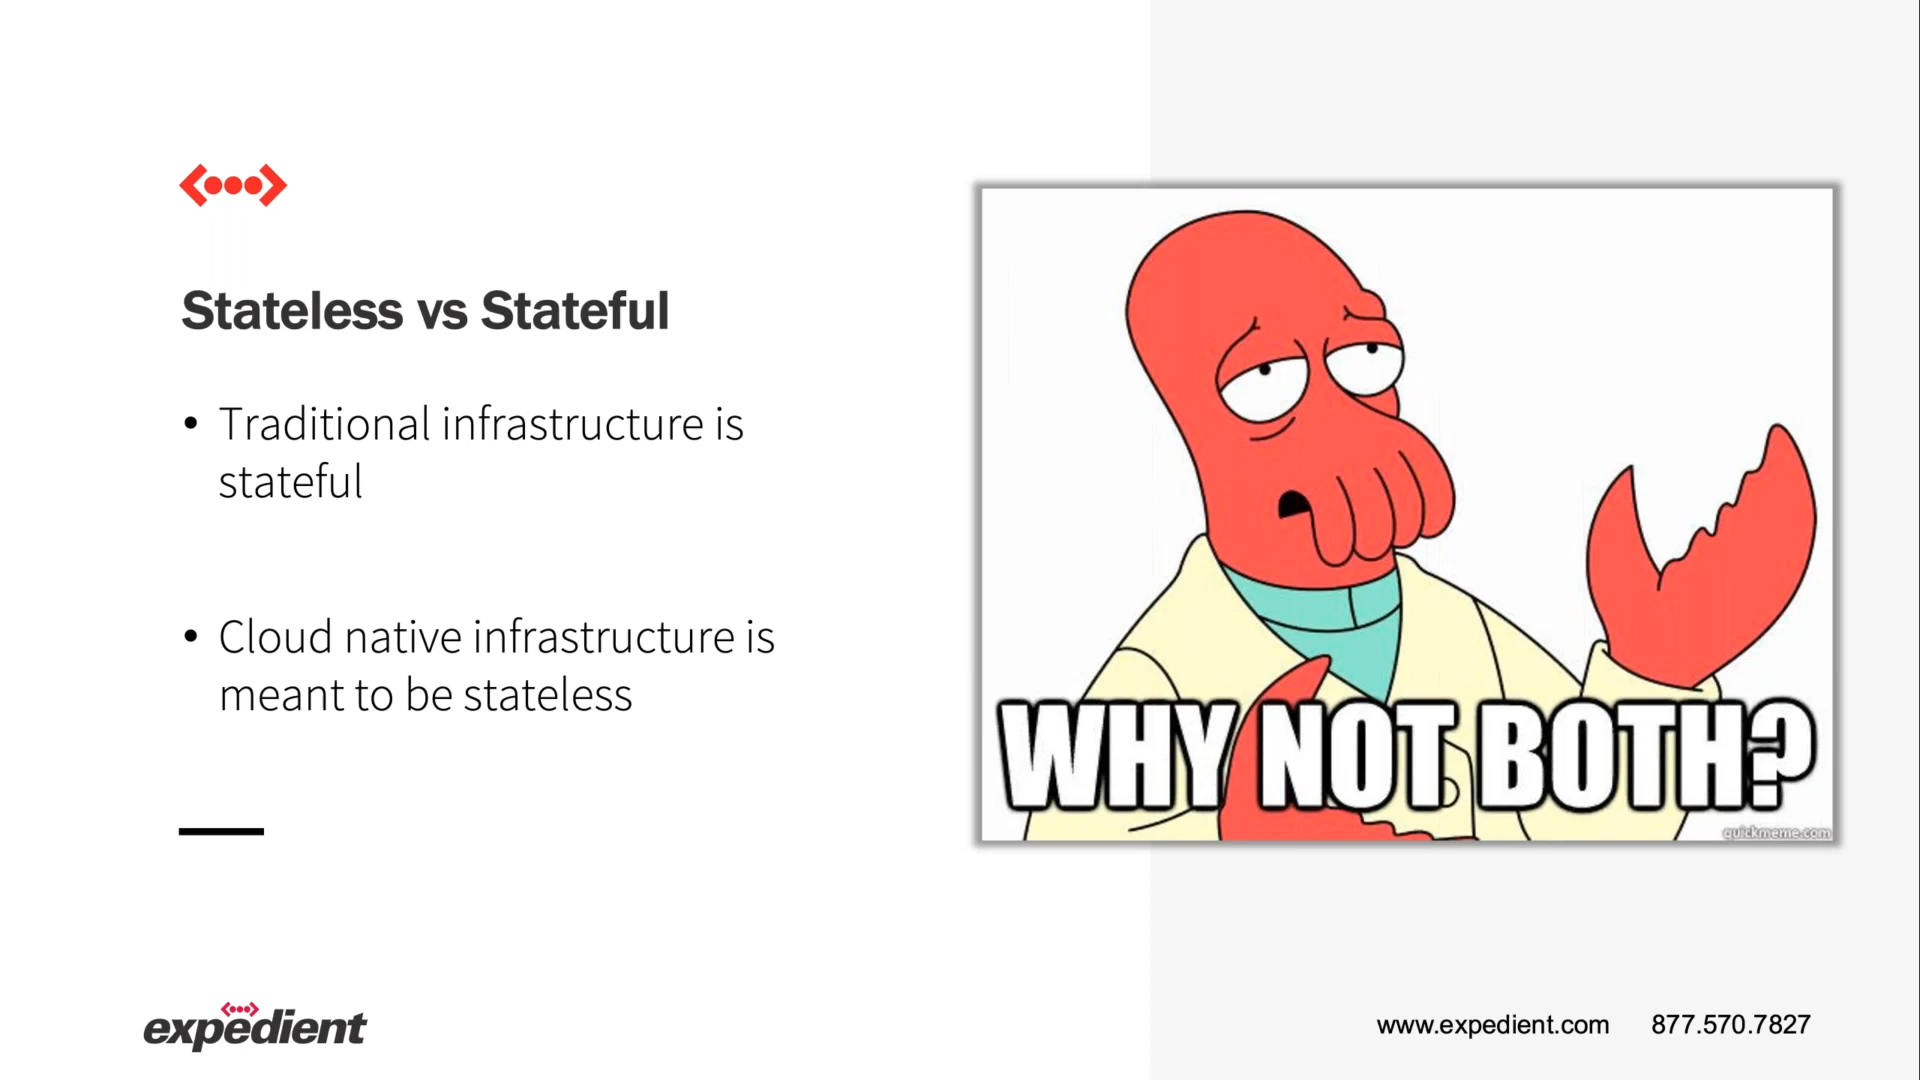 Stateless vs Stateful
• Traditional infrastructure is
stateful
• Cloud native infrastructure is
meant to be stateless
WHY NOT BOTH?
quickmeme.com
expedient
www.expedient.com 877.570.7827